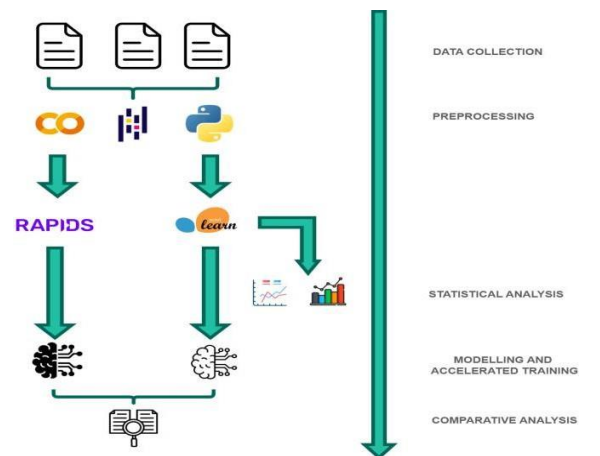 DATA COLLECTION
PREPROCESSING
RAPIDS
learn
STATISTICAL ANALYSIS
MODELLING AND
ACCELERATED TRAINING
COMPARATIVE ANALYSIS